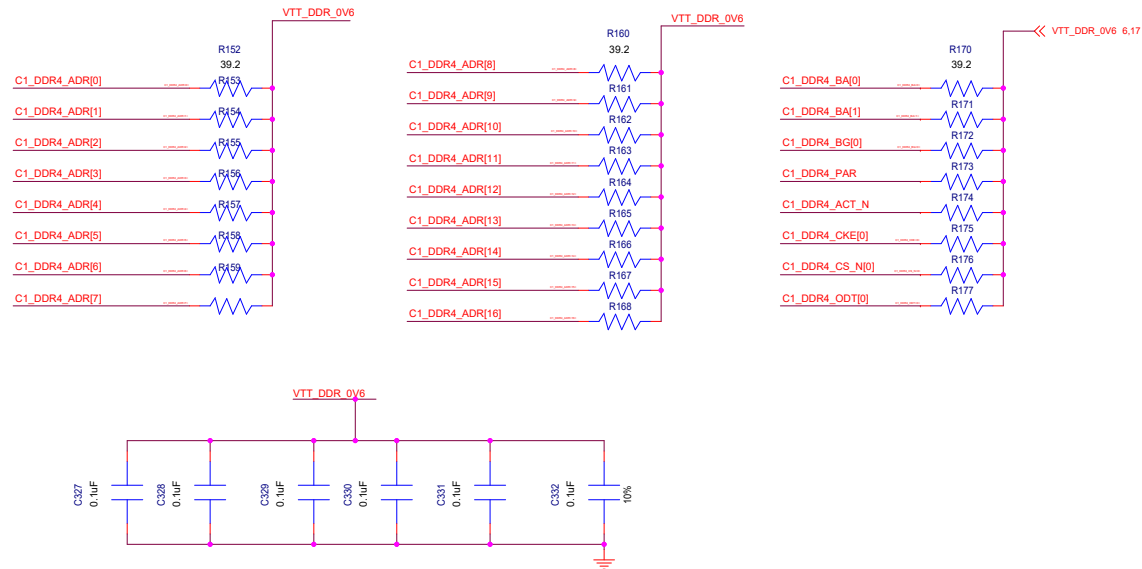 VTT_DDR_0V6
R152
39.2
C1_DDR4_ADR[0]
R153
C1_DDR4_ADR[1]
R154
C1_DDR4_ADR[2]
R155
C1_DDR4_ADR[3]
R156
C1_DDR4_ADR[4]
R157
C1_DDR4_ADR[5]
R158
C1_DDR4_ADR[6]
R159
C1_DDR4_ADR[7]
VTT_DDR_0V6
R160
39.2
C1_DDR4_ADR[8]
R161
C1_DDR4_ADR[9]
R162
C1_DDR4_ADR[10]
R163
C1_DDR4_ADR[11]
R164
C1_DDR4_ADR[12]
R165
C1_DDR4_ADR[13]
R166
C1_DDR4_ADR[14]
R167
C1_DDR4_ADR[15]
R168
C1_DDR4_ADR[16]
VTT_DDR_0V6 6,17
R170
39.2
C1_DDR4_BA[0]
R171
C1_DDR4_BA[1]
R172
C1_DDR4_BG[0]
R173
C1_DDR4_PAR
R174
C1_DDR4_ACT_N
R175
C1_DDR4_CKE[0]
R176
C1_DDR4_CS_N[0]
R177
C1_DDR4_ODT[0]
VTT_DDR_0V6
C327
0.1uF
C328
0.1uF
C329
0.1uF
C330
0.1uF
C331
0.1uF
C332
0.1uF
10%